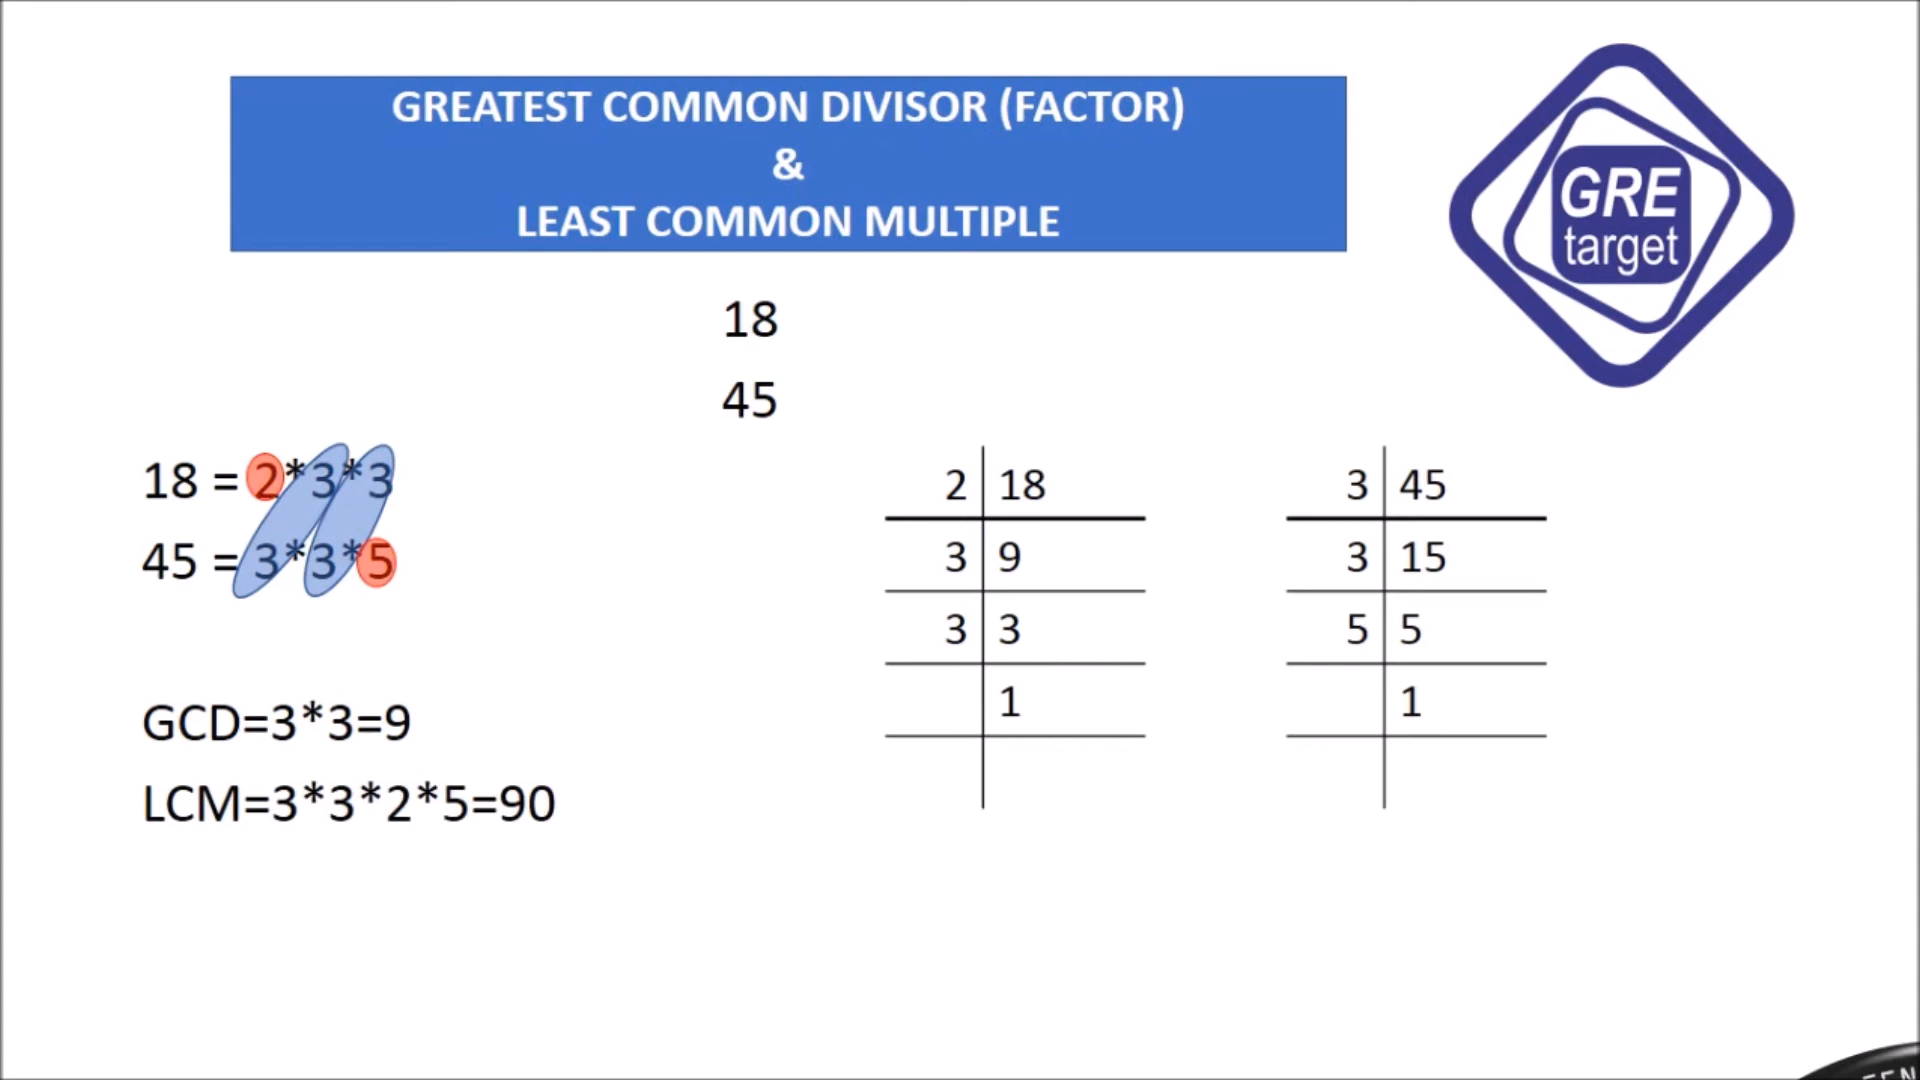 GREATEST COMMON DIVISOR (FACTOR)
&
LEAST COMMON MULTIPLE
GRE
target
18
45
18 = 2*3*3
45 = 3*3*5
GCD=3*3=9
LCM=3*3*2*5=90
2 18
3 9
3 3
1
3 45
3 15
5 5
1